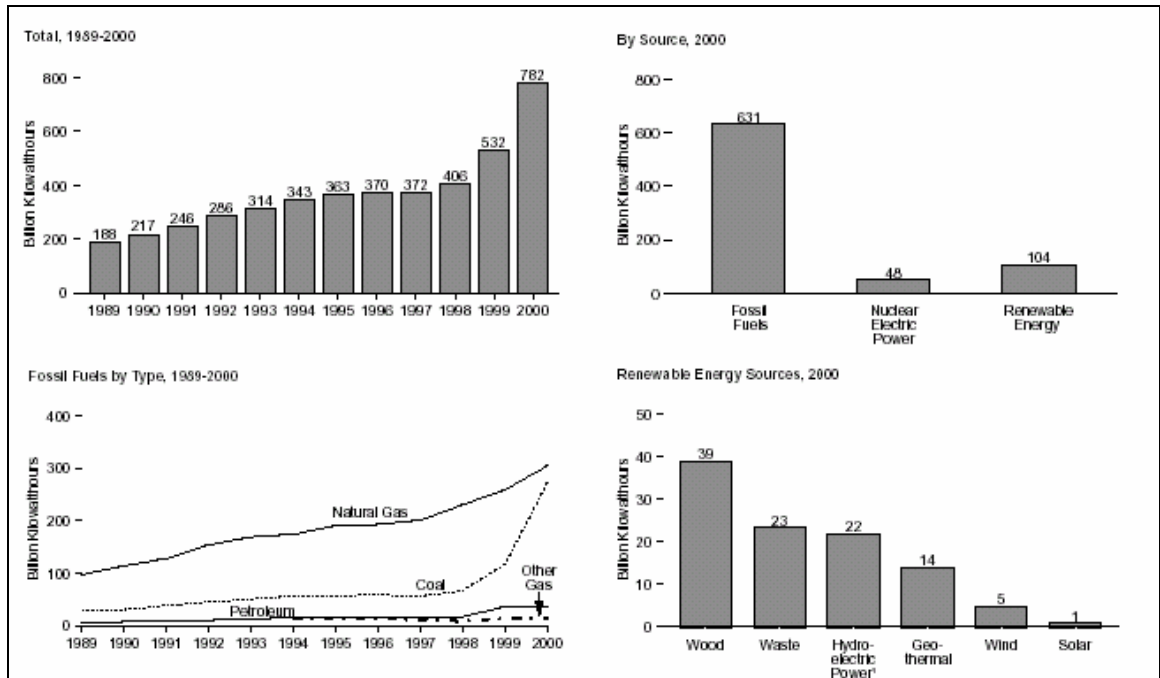 Total, 1989-2000
Billion Kilowatthours
800
600
400
200
0
188
217
246
286
314
343
363
370
372
406
532
782
1989 1990 1991 1992 1993 1994 1995 1996 1997 1998 1999 2000
By Source, 2000
Billion Kilowatthours
800
600
400
200
0
631
48
104
Fossil
Fuels
Nuclear
Electric
Power
Renewable
Energy
Fossil Fuels by Type, 1989-2000
Billion Kilowatthours
400
300
200
100
0
Natural Gas
Coal
Other
Gas
Petroleum
1989 1990 1991 1992 1993 1994 1995 1996 1997 1998 1999 2000
Renewable Energy Sources, 2000
Billion Kilowatthours
50
40
30
20
10
0
39
23
22
14
5
1
Wood
Waste
Hydro-
electric
Power¹
Geo-
thermal
Wind
Solar